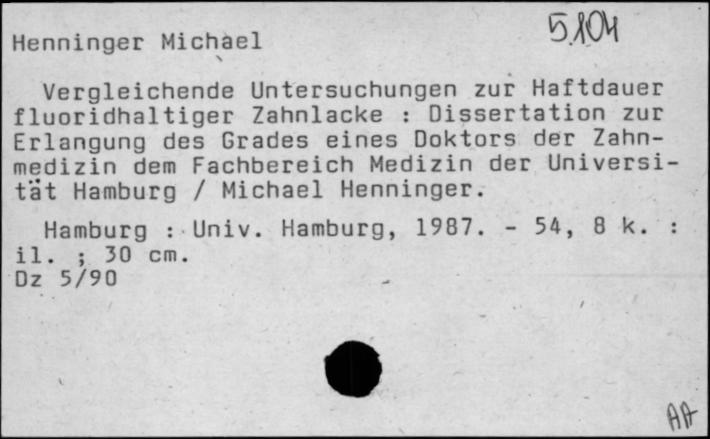 5.104
Henninger Michael
Vergleichende Untersuchungen zur Haftdauer
fluoridhaltiger Zahnlacke : Dissertation zur
Erlangung des Grades eines Doktors der Zahn-
medizin dem Fachbereich Medizin der Universi-
tät Hamburg / Michael Henninger.
Hamburg : Univ. Hamburg, 1987. - 54, 8 k. :
il. ; 30 cm.
Dz 5/90
AA